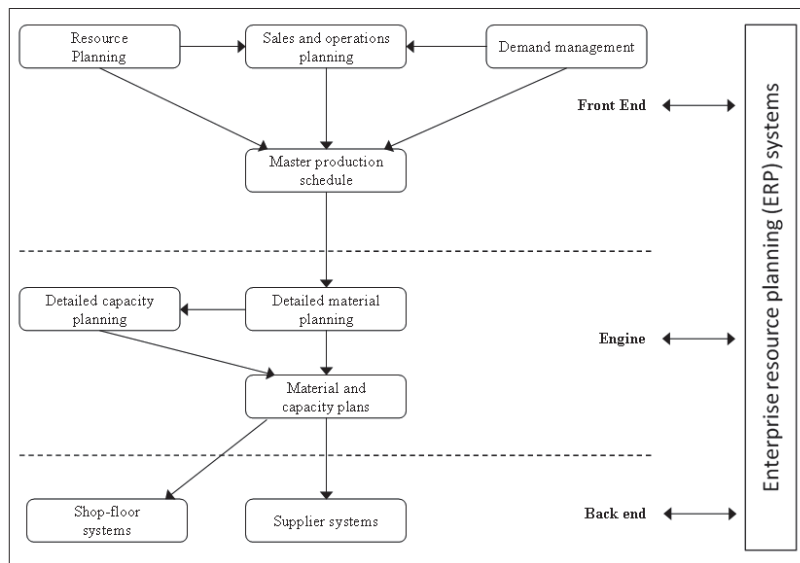 Resource
Planning
Sales and operations
planning
Demand management
Front End
Master production
schedule
Detailed capacity
planning
Detailed material
planning
Engine
Material and
capacity plans
Shop-floor
systems
Supplier systems
Back end
Enterprise resource planning (ERP) systems